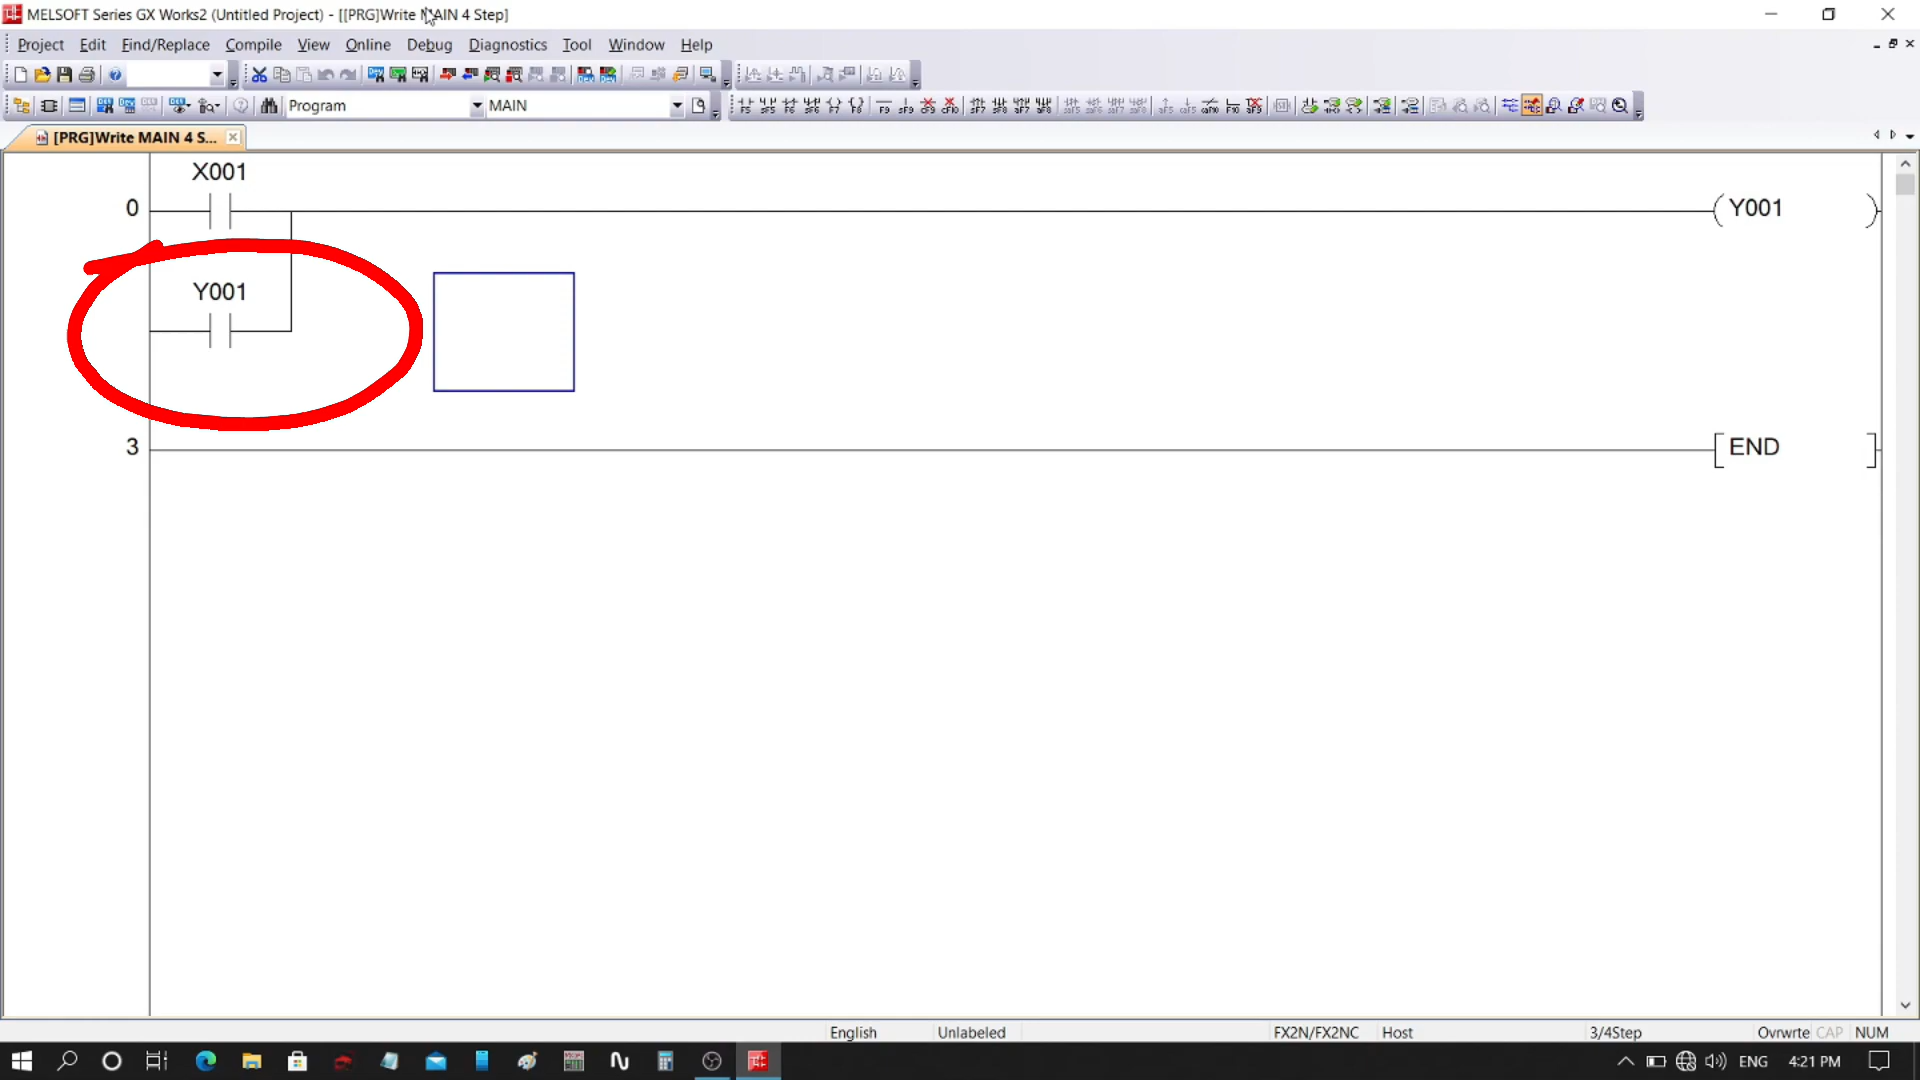 MELSOFT Series GX Works2 (Untitled Project) - [[PRG]Write MAIN 4 Step]
Project Edit Find/Replace Compile View Online Debug Diagnostics Tool Window Help
Program MAIN
[PRG]Write MAIN 4 S...
X001
0 Y001
Y001
3 END
English Unlabeled FX2N/FX2NC Host 3/4Step Ovrwrte CAP NUM
ENG 4:21 PM